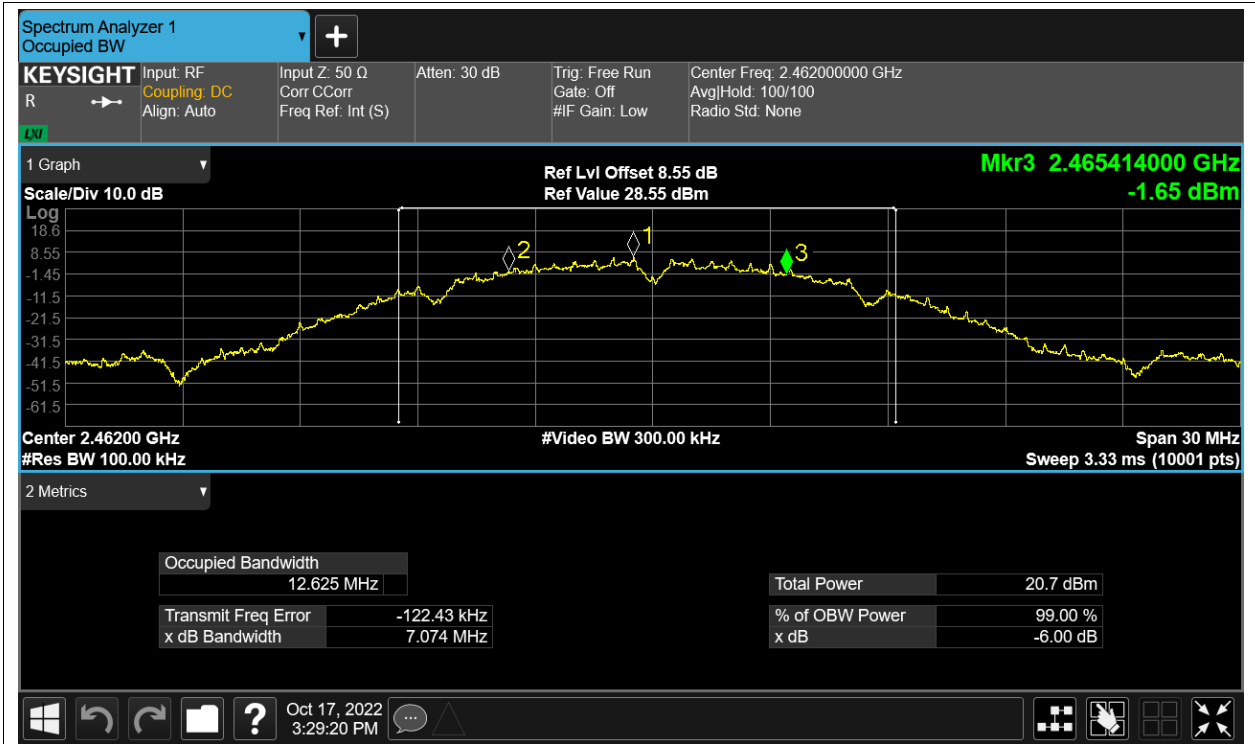 Spectrum Analyzer 1
Occupied BW
KEYSIGHT
R
LXI
Input: RF
Coupling: DC
Align: Auto
Input Z: 50 Ω
Corr CCorr
Freq Ref: Int (S)
Atten: 30 dB
Trig: Free Run
Gate: Off
#IF Gain: Low
Center Freq: 2.462000000 GHz
Avg|Hold: 100/100
Radio Std: None
1 Graph
Scale/Div 10.0 dB
Ref Lvl Offset 8.55 dB
Ref Value 28.55 dBm
Mkr3 2.465414000 GHz
-1.65 dBm
Log
18.6
8.55
-1.45
-11.5
-21.5
-31.5
-41.5
-51.5
-61.5
2
1
3
Center 2.46200 GHz
#Video BW 300.00 kHz
Span 30 MHz
#Res BW 100.00 kHz
Sweep 3.33 ms (10001 pts)
2 Metrics
Occupied Bandwidth
12.625 MHz
Transmit Freq Error -122.43 kHz
x dB Bandwidth 7.074 MHz
Total Power 20.7 dBm
% of OBW Power 99.00 %
x dB -6.00 dB
?
Oct 17, 2022
3:29:20 PM